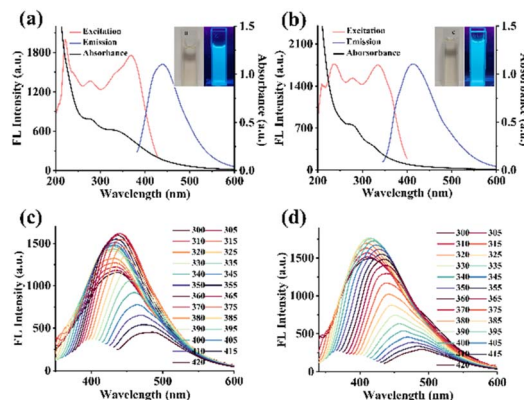 (a)
Excitation
Emission
Absorbance
1800
1200
600
0
FL Intensity (a.u.)
1.5
1.0
0.5
0.0
Absorbance (a.u.)
200 300 400 500 600
Wavelength (nm)
(b)
Excitation
Emission
Aborsorbance
1800
1200
600
0
FL Intensity (a.u.)
1.5
1.0
0.5
0.0
200 300 400 500 600
Wavelength (nm)
(c)
1500
1000
500
0
FL Intensity (a.u.)
300 305
310 315
320 325
330 335
340 345
350 355
360 365
370 375
380 385
390 395
400 405
410 415
420
400 500 600
Wavelength (nm)
(d)
1500
1000
500
0
FL Intensity (a.u.)
300 305
310 315
320 325
330 335
340 345
350 355
360 365
370 375
380 385
390 395
400 405
410 415
420
400 500 600
Wavelength (nm)